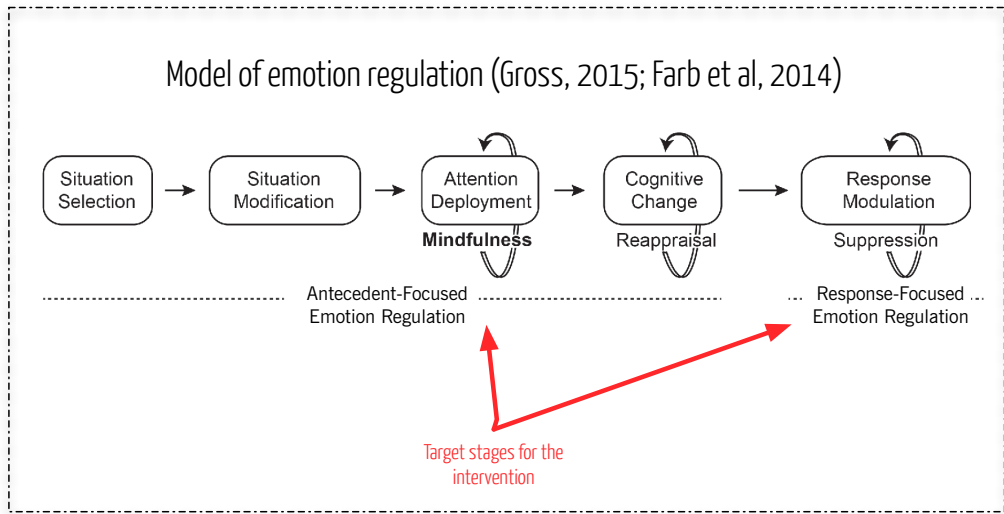 Model of emotion regulation (Gross, 2015; Farb et al, 2014)
Situation
Selection
Situation
Modification
Attention
Deployment
Cognitive
Change
Response
Modulation
Mindfulness
Reappraisal
Suppression
Antecedent-Focused
Emotion Regulation
Response-Focused
Emotion Regulation
Target stages for the
intervention